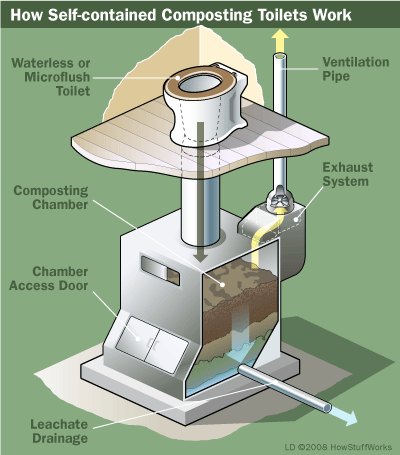 How Self-contained Composting Toilets Work
Waterless or
Microflush
Toilet
Ventilation
Pipe
Exhaust
System
Composting
Chamber
Chamber
Access Door
Leachate
Drainage
LD ©2008 HowStuffWorks